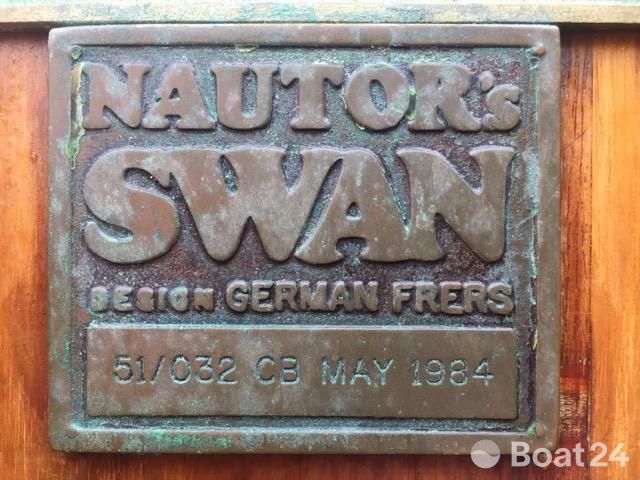 NAUTOR's
SWAN
DESIGN GERMAN FRERS
51/032 CB MAY 1984
Boat24